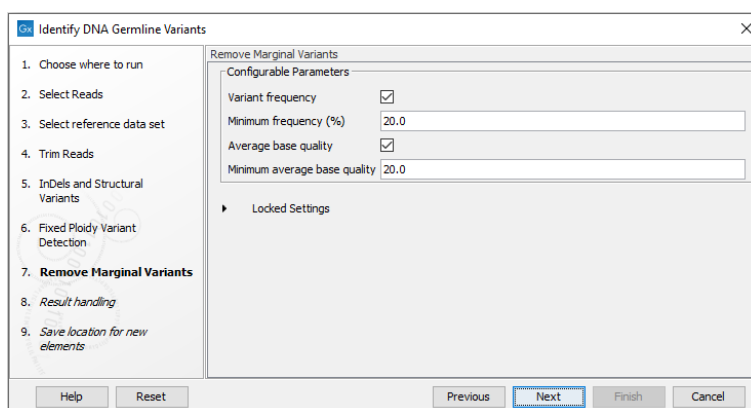 Gx Identify DNA Germline Variants
1. Choose where to run
2. Select Reads
3. Select reference data set
4. Trim Reads
5. InDels and Structural
Variants
6. Fixed Ploidy Variant
Detection
7. Remove Marginal Variants
8. Result handling
9. Save location for new
elements
Remove Marginal Variants
Configurable Parameters
Variant frequency
Minimum frequency (%) 20.0
Average base quality
Minimum average base quality 20.0
Locked Settings
Help Reset Previous Next Finish Cancel